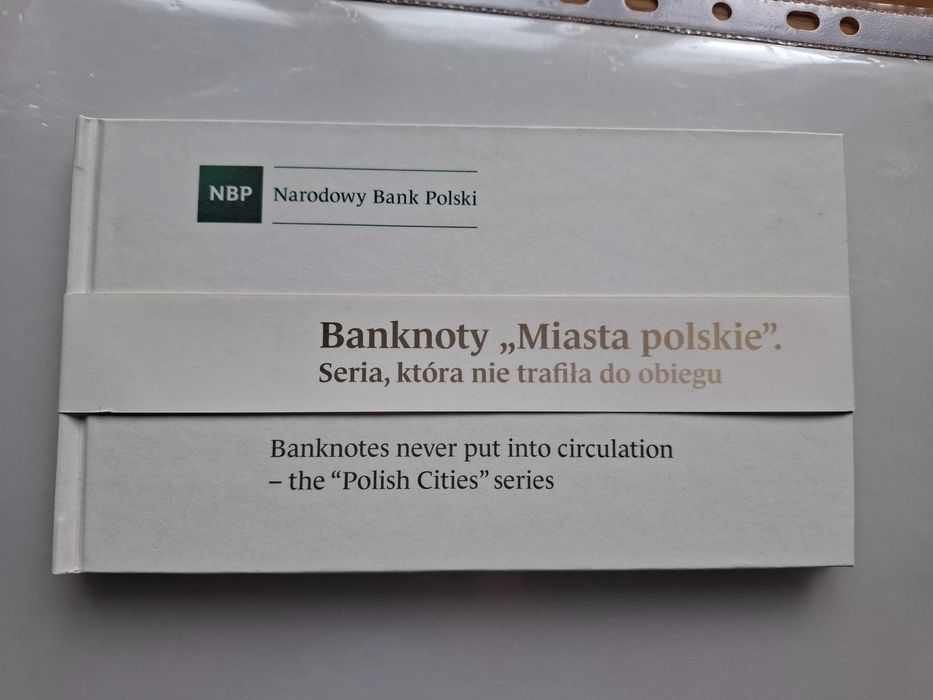 NBP Narodowy Bank Polski
Banknoty „Miasta polskie”.
Seria, która nie trafiła do obiegu
Banknotes never put into circulation
– the “Polish Cities” series